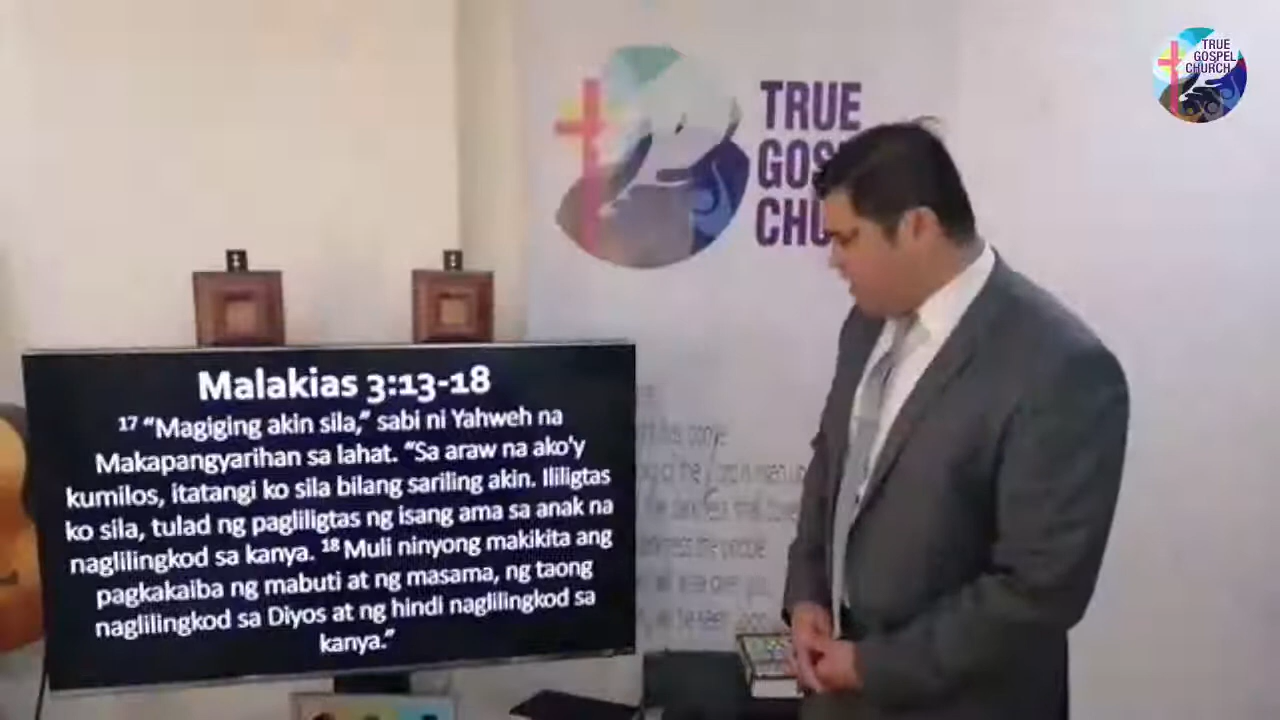 TRUE
GOSPEL
CHURCH
TRUE
Malakias 3:13-18
17 “Magiging akin sila,” sabi ni Yahweh na
Makapangyarihan sa lahat. “Sa araw na ako'y
kumilos, itatangi ko sila bilang sariling akin. Ililigtas
ko sila, tulad ng pagliligtas ng isang ama sa anak na
naglilingkod sa kanya. 18 Muli ninyong makikita ang
pagkakaiba ng mabuti at ng masama, ng taong
naglilingkod sa Diyos at ng hindi naglilingkod sa
kanya.”